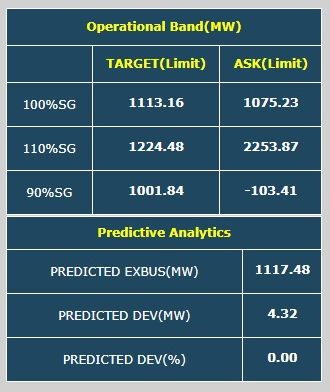 Operational Band(MW)
TARGET(Limit) ASK(Limit)
100%SG 1113.16 1075.23
110%SG 1224.48 2253.87
90%SG 1001.84 -103.41
Predictive Analytics
PREDICTED EXBUS(MW) 1117.48
PREDICTED DEV(MW) 4.32
PREDICTED DEV(%) 0.00